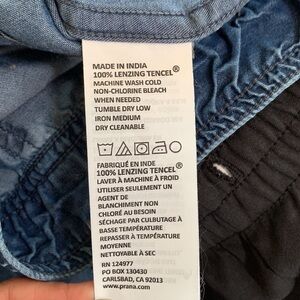 MADE IN INDIA
100% LENZING TENCEL®
MACHINE WASH COLD
NON-CHLORINE BLEACH
WHEN NEEDED
TUMBLE DRY LOW
IRON MEDIUM
DRY CLEANABLE
FABRIQUÉ EN INDE
100% LENZING TENCEL®
LAVER À MACHINE À FROID
UTILISER SEULEMENT UN
AGENT DE
BLANCHIMENT NON
CHLORÉ AU BESOIN
SÉCHAGE PAR CULBUTAGE À
BASSE TEMPÉRATURE
REPASSER À TEMPÉRATURE
MOYENNE
NETTOYABLE À SEC
RN 124977
PO BOX 130430
CARLSBAD, CA 92013
www.prana.com